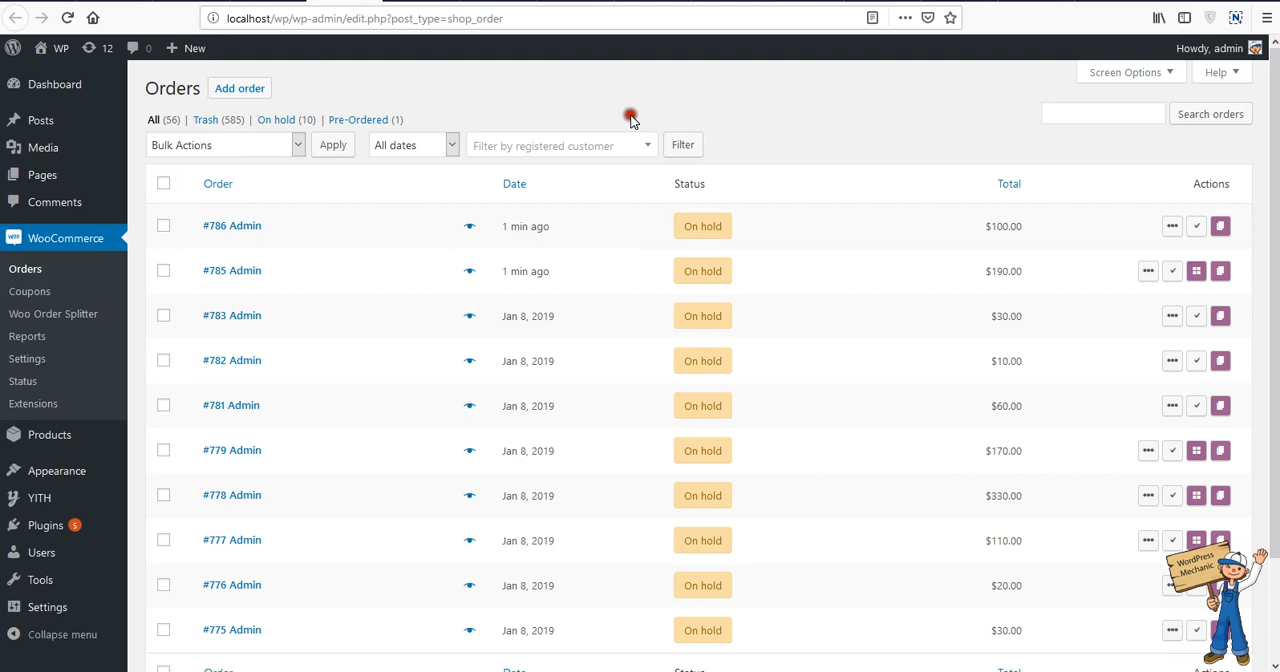 localhost/wp/wp-admin/edit.php?post_type=shop_order
WP 12 0 New Howdy, admin
Dashboard
Posts
Media
Pages
Comments
WooCommerce
Orders
Coupons
Woo Order Splitter
Reports
Settings
Status
Extensions
Products
Appearance
YITH
Plugins 5
Users
Tools
Settings
Collapse menu
Screen Options Help
Orders Add order
All (56) | Trash (585) | On hold (10) | Pre-Ordered (1)
Search orders
Bulk Actions Apply All dates Filter by registered customer Filter
Order Date Status Total Actions
#786 Admin 1 min ago On hold $100.00
#785 Admin 1 min ago On hold $190.00
#783 Admin Jan 8, 2019 On hold $30.00
#782 Admin Jan 8, 2019 On hold $10.00
#781 Admin Jan 8, 2019 On hold $60.00
#779 Admin Jan 8, 2019 On hold $170.00
#778 Admin Jan 8, 2019 On hold $330.00
#777 Admin Jan 8, 2019 On hold $110.00
#776 Admin Jan 8, 2019 On hold $20.00
#775 Admin Jan 8, 2019 On hold $30.00
Order Date Status Total
WordPress
Mechanic